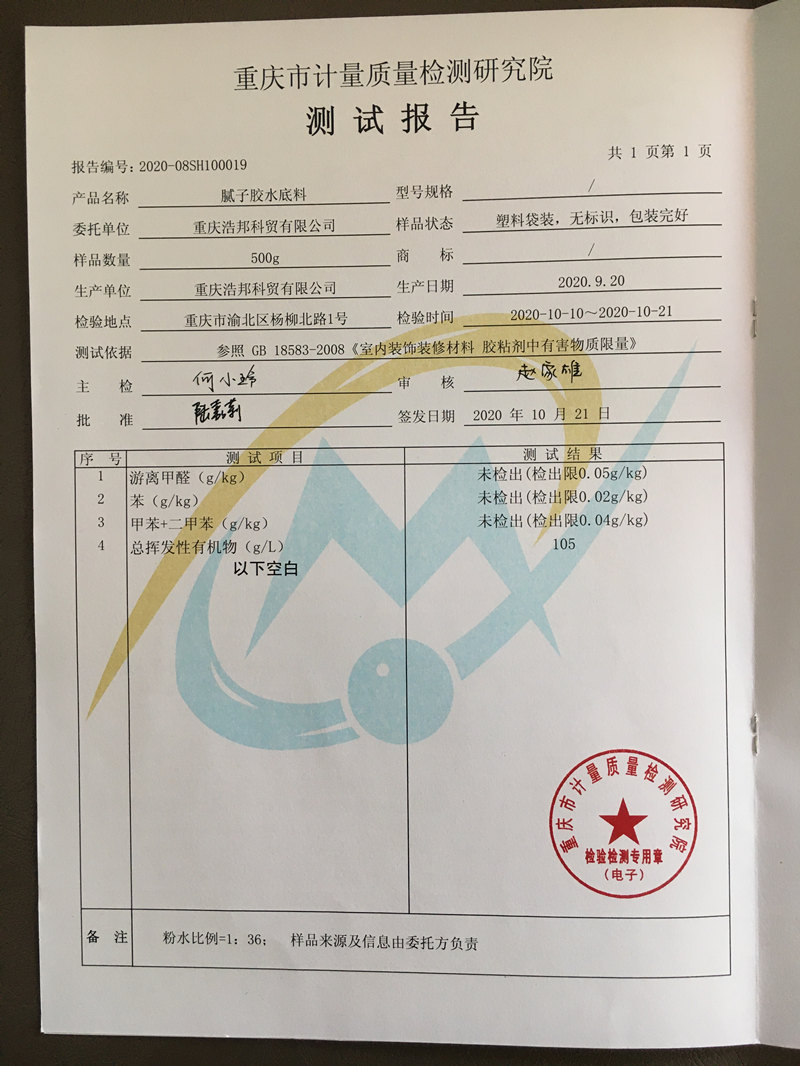 重庆市计量质量检测研究院
测试报告
共 1 页第 1 页
报告编号：2020-08SH100019
产品名称 腻子胶水底料 型号规格 /
委托单位 重庆浩邦科贸有限公司 样品状态 塑料袋装，无标识，包装完好
样品数量 500g 商标 /
生产单位 重庆浩邦科贸有限公司 生产日期 2020.9.20
检验地点 重庆市渝北区杨柳北路1号 检验时间 2020-10-10～2020-10-21
测试依据 参照 GB 18583-2008《室内装饰装修材料 胶粘剂中有害物质限量》
主检 何小玲 审核 赵家雄
批准 签发日期 2020 年 10 月 21 日
序号 测试项目 测试结果
1 游离甲醛（g/kg） 未检出(检出限0.05g/kg)
2 苯（g/kg） 未检出(检出限0.02g/kg)
3 甲苯+二甲苯（g/kg） 未检出(检出限0.04g/kg)
4 总挥发性有机物（g/L） 105
以下空白
重庆市计量质量检测研究院
检验检测专用章
(电子)
备注 粉水比例=1：36； 样品来源及信息由委托方负责